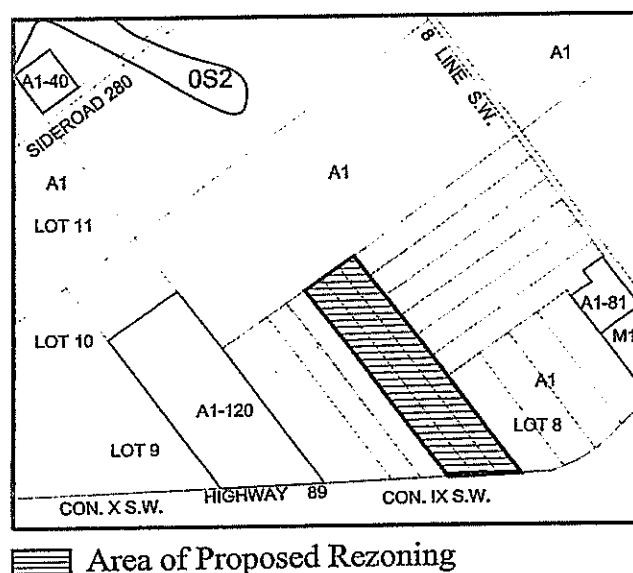 A1-40
0S2
8 LINE S.W.
A1
SIDEROAD 280
A1
A1
LOT 11
LOT 10
A1-81
M1
A1-120
A1
LOT 8
LOT 9
CON. X S.W.
HIGHWAY 89
CON. IX S.W.
Area of Proposed Rezoning